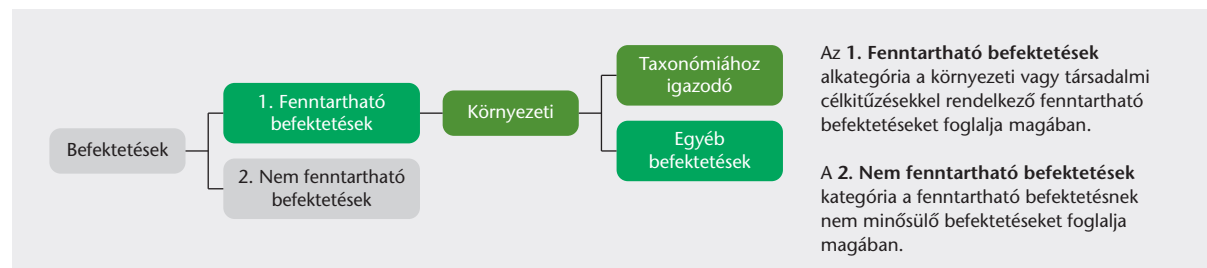 Befektetések
1. Fenntartható
befektetések
2. Nem fenntartható
befektetések
Környezeti
Taxonómiához
igazodó
Egyéb
befektetések
Az 1. Fenntartható befektetések
alkategória a környezeti vagy társadalmi
célkitűzésekkel rendelkező fenntartható
befektetéseket foglalja magában.
A 2. Nem fenntartható befektetések
kategória a fenntartható befektetésnek
nem minősülő befektetéseket foglalja
magában.